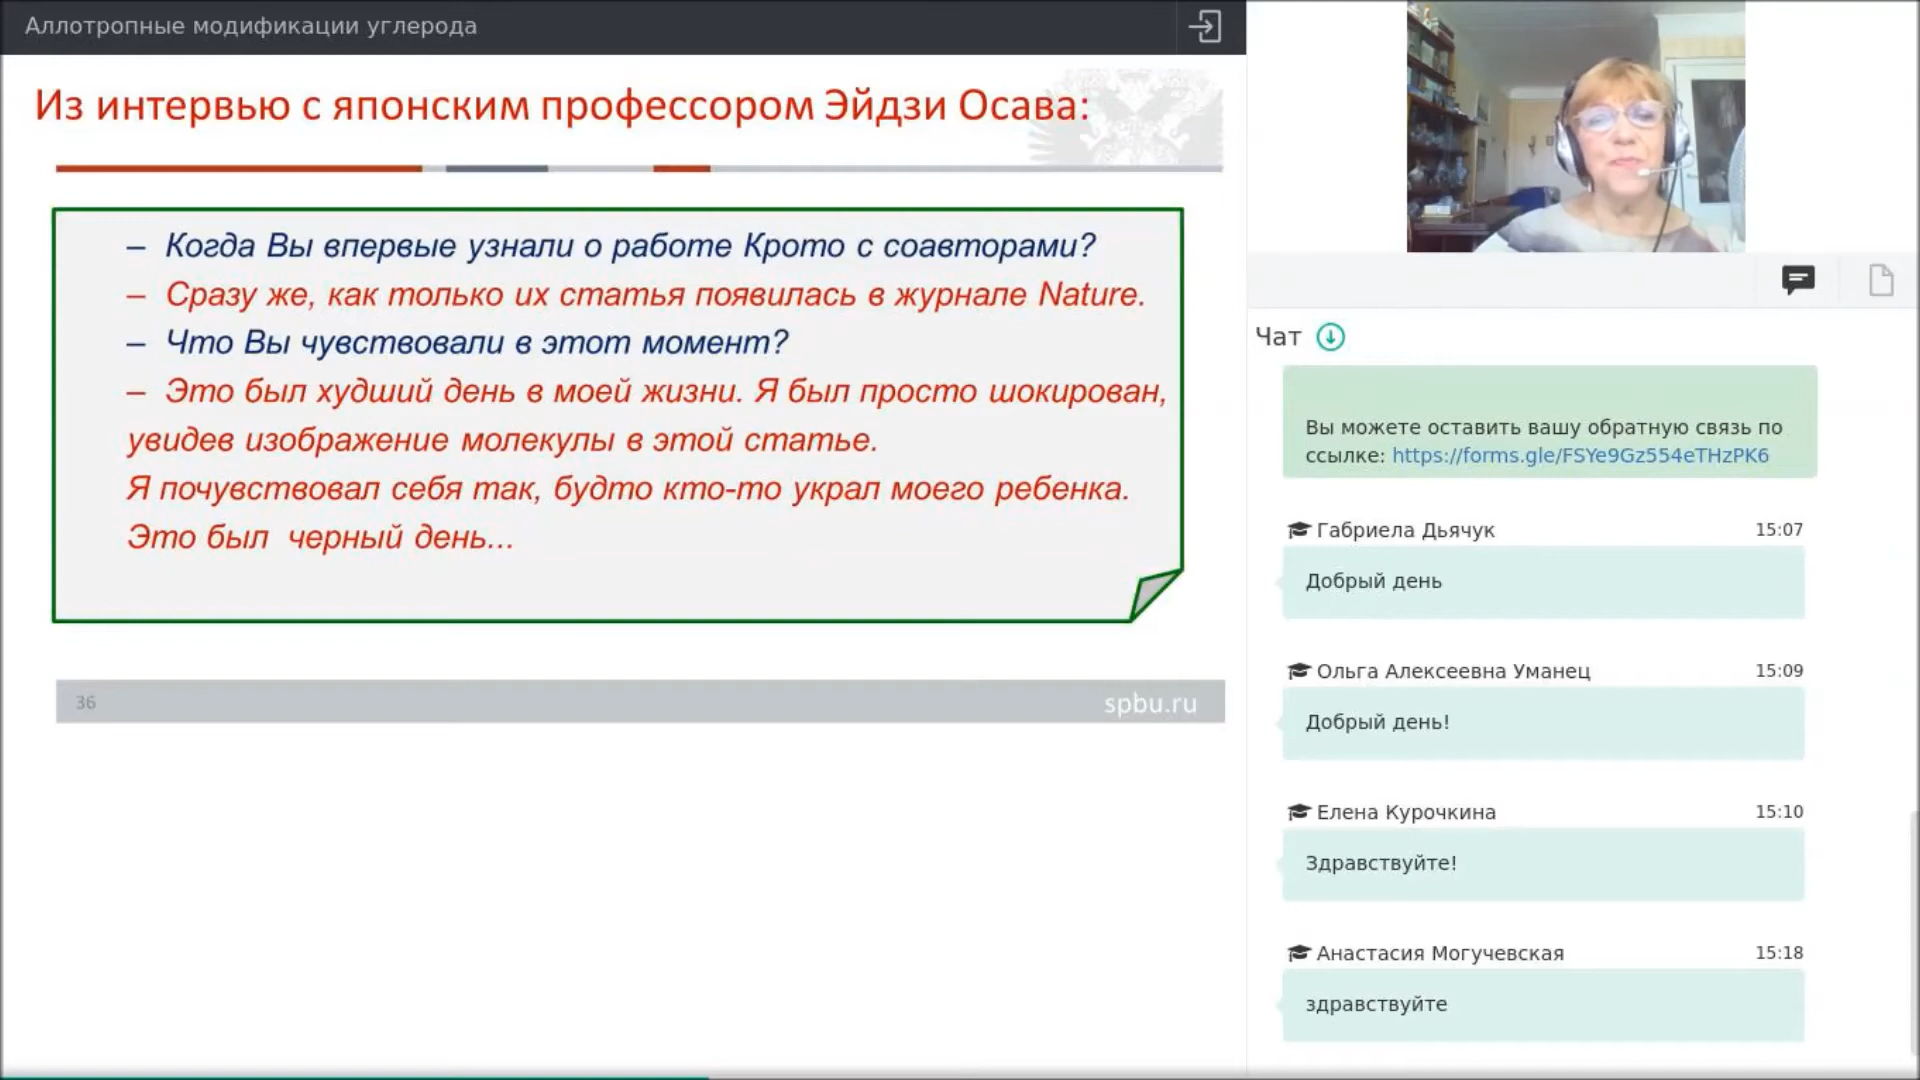 Аллотропные модификации углерода
Из интервью с японским профессором Эйдзи Осава:
– Когда Вы впервые узнали о работе Крото с соавторами?
– Сразу же, как только их статья появилась в журнале Nature.
– Что Вы чувствовали в этот момент?
– Это был худший день в моей жизни. Я был просто шокирован,
увидев изображение молекулы в этой статье.
Я почувствовал себя так, будто кто-то украл моего ребенка.
Это был черный день...
36
spbu.ru
Чат
Вы можете оставить вашу обратную связь по
ссылке: https://forms.gle/FSYe9Gz554eTHzPK6
Габриела Дьячук 15:07
Добрый день
Ольга Алексеевна Уманец 15:09
Добрый день!
Елена Курочкина 15:10
Здравствуйте!
Анастасия Могучевская 15:18
здравствуйте